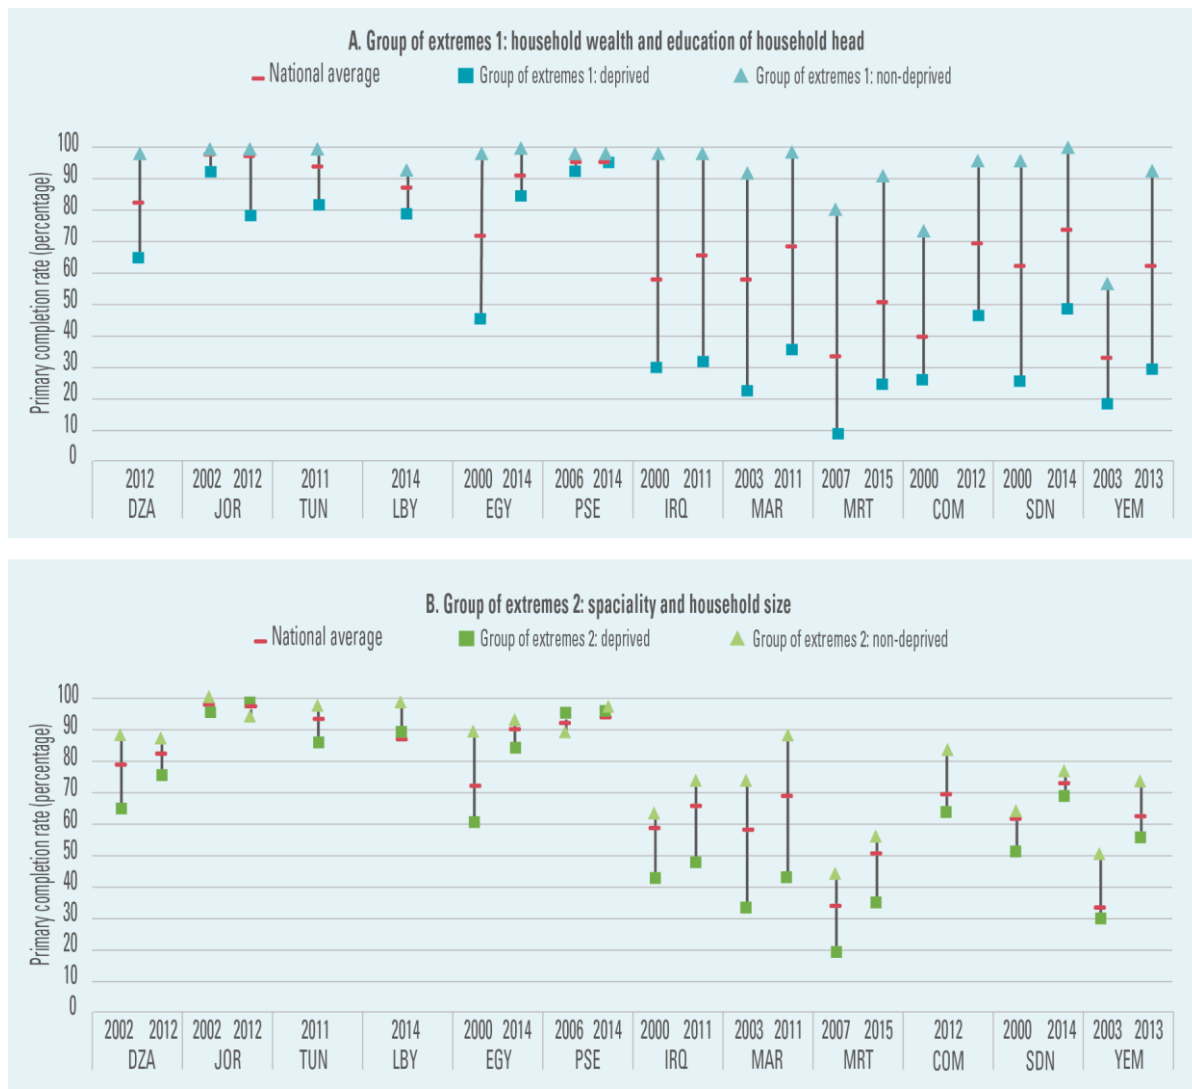 A. Group of extremes 1: household wealth and education of household head
National average Group of extremes 1: deprived Group of extremes 1: non-deprived
Primary completion rate (percentage)
100
90
80
70
60
50
40
30
20
10
0
2012 2002 2012 2011 2014 2000 2014 2006 2014 2000 2011 2003 2011 2007 2015 2000 2012 2000 2014 2003 2013
DZA JOR TUN LBY EGY PSE IRQ MAR MRT COM SDN YEM
B. Group of extremes 2: spaciality and household size
National average Group of extremes 2: deprived Group of extremes 2: non-deprived
Primary completion rate (percentage)
100
90
80
70
60
50
40
30
20
10
0
2002 2012 2002 2012 2011 2014 2000 2014 2006 2014 2000 2011 2003 2011 2007 2015 2012 2000 2014 2003 2013
DZA JOR TUN LBY EGY PSE IRQ MAR MRT COM SDN YEM